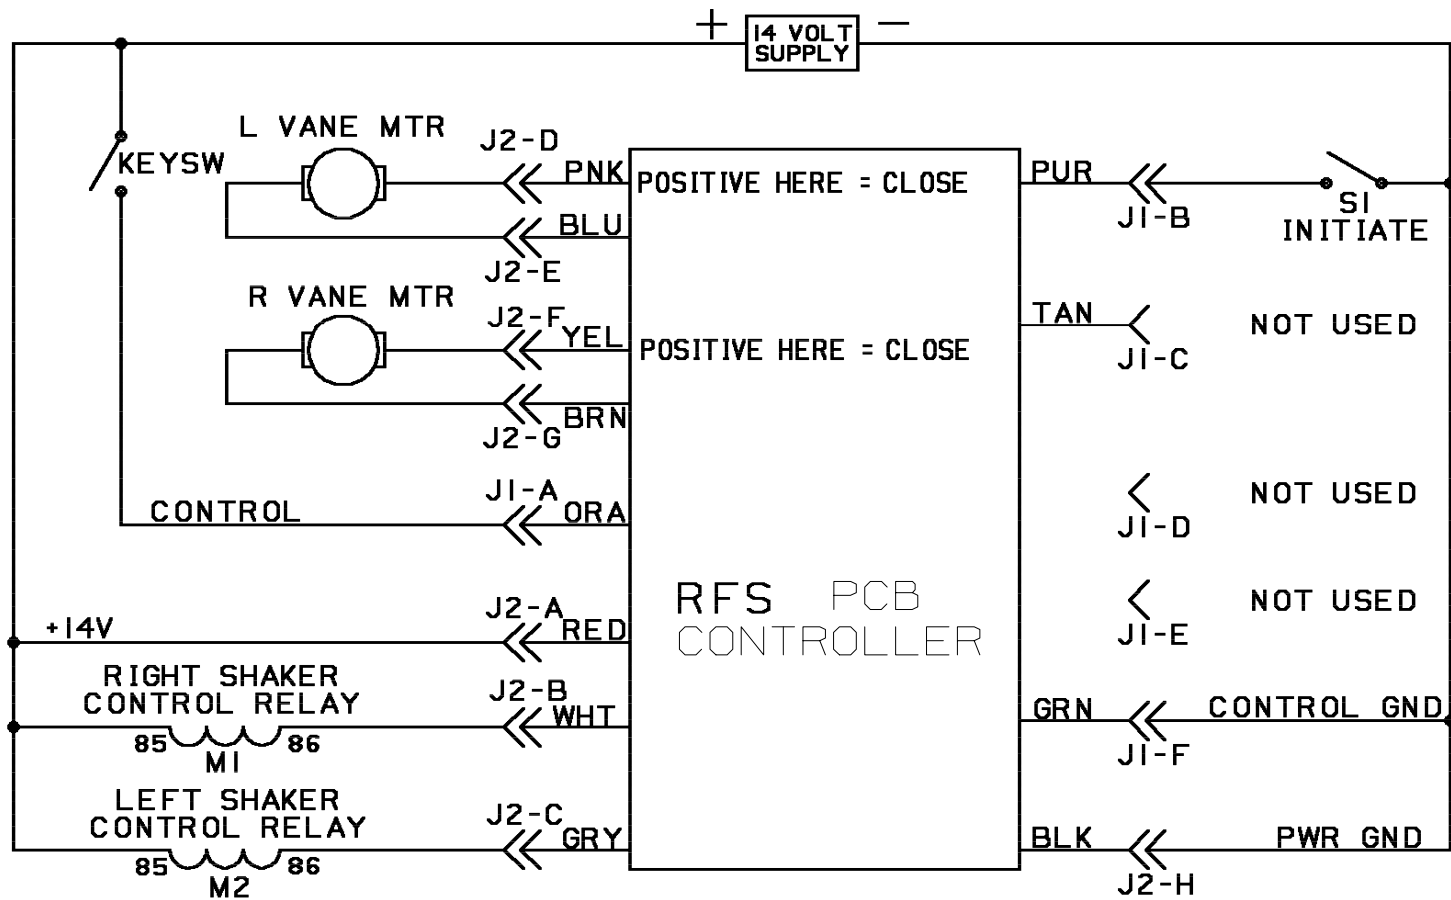 + 14 VOLT −
SUPPLY
L VANE MTR
J2-D
KEYSW
PNK
POSITIVE HERE = CLOSE
PUR
J1-B
S1
INITIATE
BLU
J2-E
R VANE MTR
J2-F
YEL
POSITIVE HERE = CLOSE
TAN
NOT USED
J1-C
BRN
J2-G
J1-A
CONTROL
ORA
NOT USED
J1-D
RFS PCB
CONTROLLER
NOT USED
J1-E
J2-A
+14V
RED
RIGHT SHAKER
CONTROL RELAY
J2-B
WHT
85 86
M1
GRN
CONTROL GND
J1-F
LEFT SHAKER
CONTROL RELAY
J2-C
GRY
85 86
M2
BLK
PWR GND
J2-H